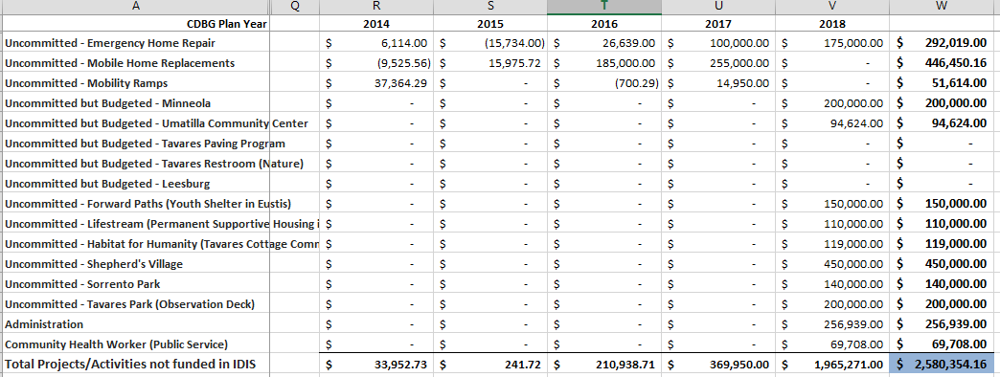 A Q R S T U V W
CDBG Plan Year 2014 2015 2016 2017 2018
Uncommitted - Emergency Home Repair $ 6,114.00 $ (15,734.00) $ 26,639.00 $ 100,000.00 $ 175,000.00 $ 292,019.00
Uncommitted - Mobile Home Replacements $ (9,525.56) $ 15,975.72 $ 185,000.00 $ 255,000.00 $ - $ 446,450.16
Uncommitted - Mobility Ramps $ 37,364.29 $ - $ (700.29) $ 14,950.00 $ - $ 51,614.00
Uncommitted but Budgeted - Minneola $ - $ - $ - $ - $ 200,000.00 $ 200,000.00
Uncommitted but Budgeted - Umatilla Community Center $ - $ - $ - $ - $ 94,624.00 $ 94,624.00
Uncommitted but Budgeted - Tavares Paving Program $ - $ - $ - $ - $ - $ -
Uncommitted but Budgeted - Tavares Restroom (Nature) $ - $ - $ - $ - $ - $ -
Uncommitted but Budgeted - Leesburg $ - $ - $ - $ - $ - $ -
Uncommitted - Forward Paths (Youth Shelter in Eustis) $ - $ - $ - $ - $ 150,000.00 $ 150,000.00
Uncommitted - Lifestream (Permanent Supportive Housing i $ - $ - $ - $ - $ 110,000.00 $ 110,000.00
Uncommitted - Habitat for Humanity (Tavares Cottage Comm $ - $ - $ - $ - $ 119,000.00 $ 119,000.00
Uncommitted - Shepherd's Village $ - $ - $ - $ - $ 450,000.00 $ 450,000.00
Uncommitted - Sorrento Park $ - $ - $ - $ - $ 140,000.00 $ 140,000.00
Uncommitted - Tavares Park (Observation Deck) $ - $ - $ - $ - $ 200,000.00 $ 200,000.00
Administration $ - $ - $ - $ - $ 256,939.00 $ 256,939.00
Community Health Worker (Public Service) $ - $ - $ - $ - $ 69,708.00 $ 69,708.00
Total Projects/Activities not funded in IDIS $ 33,952.73 $ 241.72 $ 210,938.71 $ 369,950.00 $ 1,965,271.00 $ 2,580,354.16